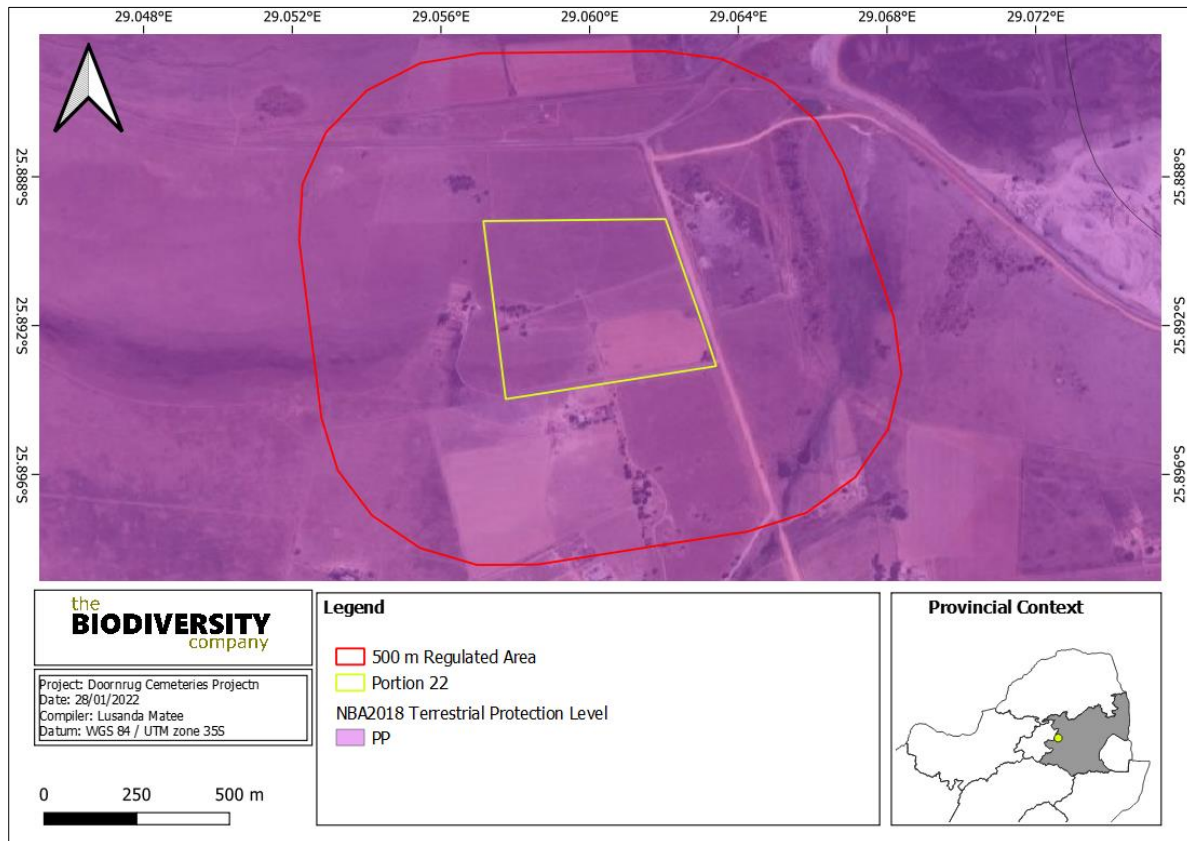 29.048°E 29.052°E 29.056°E 29.060°E 29.064°E 29.068°E 29.072°E
25.888°S 25.888°S
25.892°S 25.892°S
25.896°S 25.896°S
the
BIODIVERSITY
company
Project: Doornrug Cemeteries Projectn
Date: 28/01/2022
Compiler: Lusanda Matee
Datum: WGS 84 / UTM zone 35S
0 250 500 m
Legend
500 m Regulated Area
Portion 22
NBA2018 Terrestrial Protection Level
PP
Provincial Context